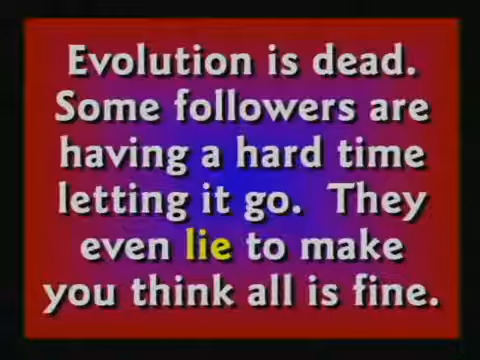 Evolution is dead.
Some followers are
having a hard time
letting it go.  They
even lie to make
you think all is fine.